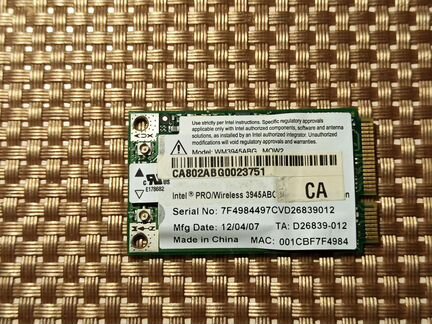 Use strictly per Intel instructions. Specific regulatory approvals
applicable only with Intel authorized components, software and antenna
solutions, as installed by an Intel authorized integrator. Unauthorized
modifications will void regulatory approvals and user authority.
Model: WM3945ABG MOW2
CA802ABG0023751
CA
E178682
Intel® PRO/Wireless 3945ABG
Serial No: 7F4984497CVD26839012
Mfg Date: 12/04/07 TA: D26839-012
Made in China MAC: 001CBF7F4984